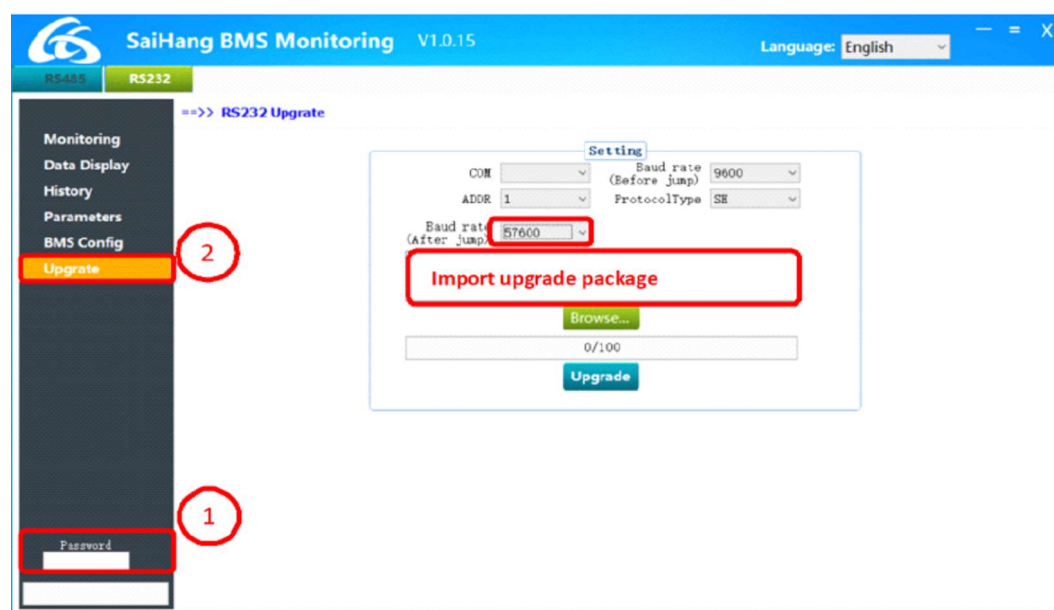 SaiHang BMS Monitoring V1.0.15
Language: English
RS485 RS232
==>> RS232 Upgrate
Monitoring
Data Display
History
Parameters
BMS Config
Upgrate
2
Setting
COM
Baud rate
(Before jump)
9600
ADDR 1
ProtocolType SH
Baud rate
(After jump)
57600
Import upgrade package
Browse...
0/100
Upgrade
1
Password